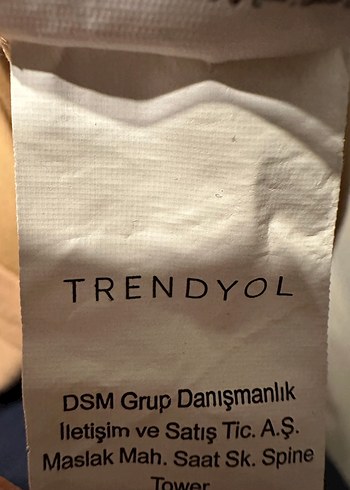 TRENDYOL
DSM Grup Danışmanlık
İletişim ve Satış Tic. A.Ş.
Maslak Mah. Saat Sk. Spine
Tower